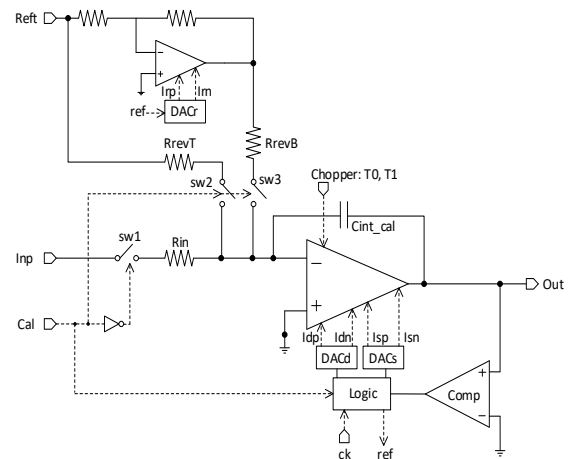 Reft
−
+
Irp
Irn
ref
DACr
RrevT
RrevB
sw2
sw3
Chopper: T0, T1
Cint_cal
Inp
sw1
Rin
−
+
Out
Cal
Idp
Idn
Isp
Isn
DACd
DACs
Logic
Comp
+
−
ck
ref